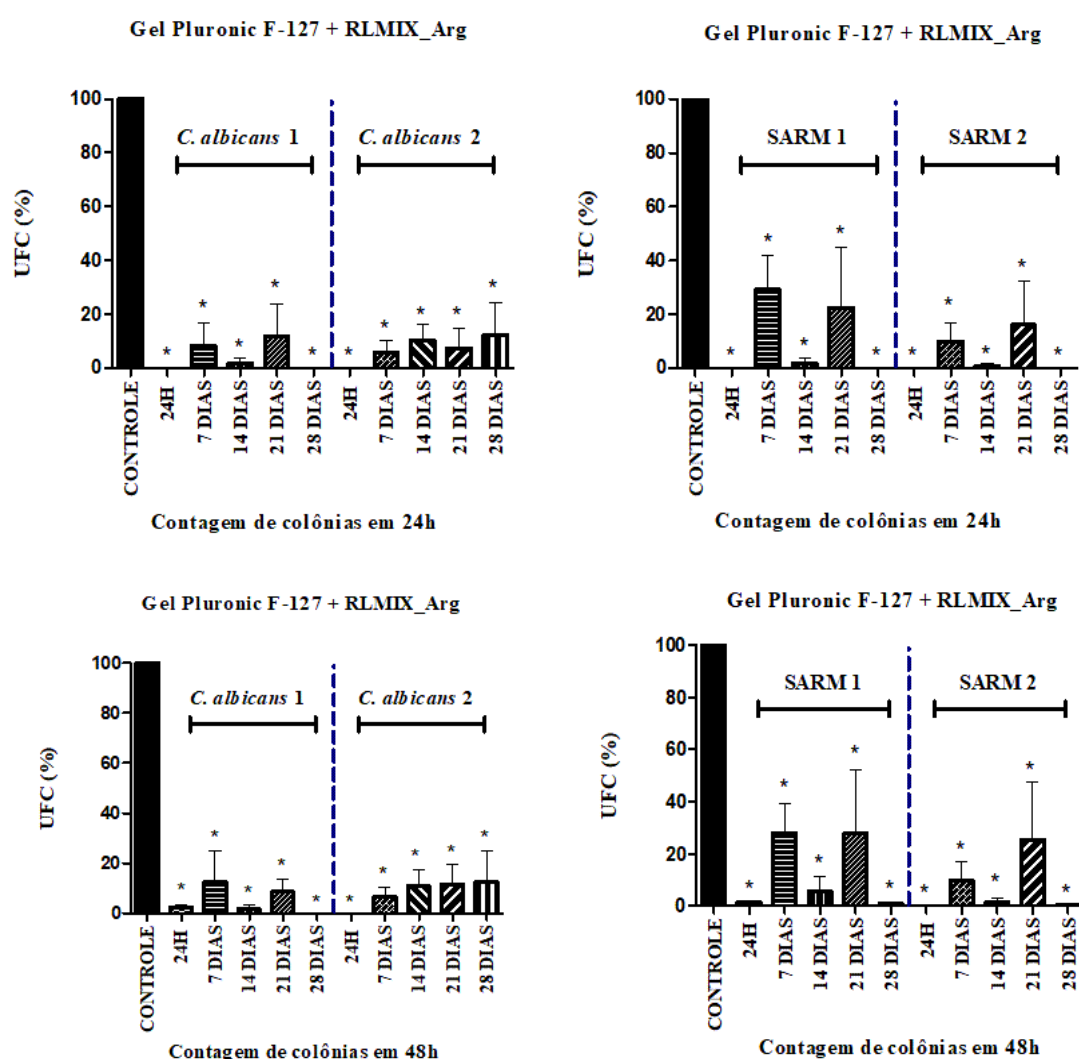 Gel Pluronic F-127 + RLMIX_Arg
UFC (%)
100
80
60
40
20
0
C. albicans 1
C. albicans 2
* * * * * * * * * *
CONTROLE
24H
7 DIAS
14 DIAS
21 DIAS
28 DIAS
24H
7 DIAS
14 DIAS
21 DIAS
28 DIAS
Contagem de colônias em 24h
Gel Pluronic F-127 + RLMIX_Arg
UFC (%)
100
80
60
40
20
0
SARM 1
SARM 2
* * * * * * * * * *
CONTROLE
24H
7 DIAS
14 DIAS
21 DIAS
28 DIAS
24H
7 DIAS
14 DIAS
21 DIAS
28 DIAS
Contagem de colônias em 24h
Gel Pluronic F-127 + RLMIX_Arg
UFC (%)
100
80
60
40
20
0
C. albicans 1
C. albicans 2
* * * * * * * * * *
CONTROLE
24H
7 DIAS
14 DIAS
21 DIAS
28 DIAS
24H
7 DIAS
14 DIAS
21 DIAS
28 DIAS
Contagem de colônias em 48h
Gel Pluronic F-127 + RLMIX_Arg
UFC (%)
100
80
60
40
20
0
SARM 1
SARM 2
* * * * * * * * * *
CONTROLE
24H
7 DIAS
14 DIAS
21 DIAS
28 DIAS
24H
7 DIAS
14 DIAS
21 DIAS
28 DIAS
Contagem de colônias em 48h